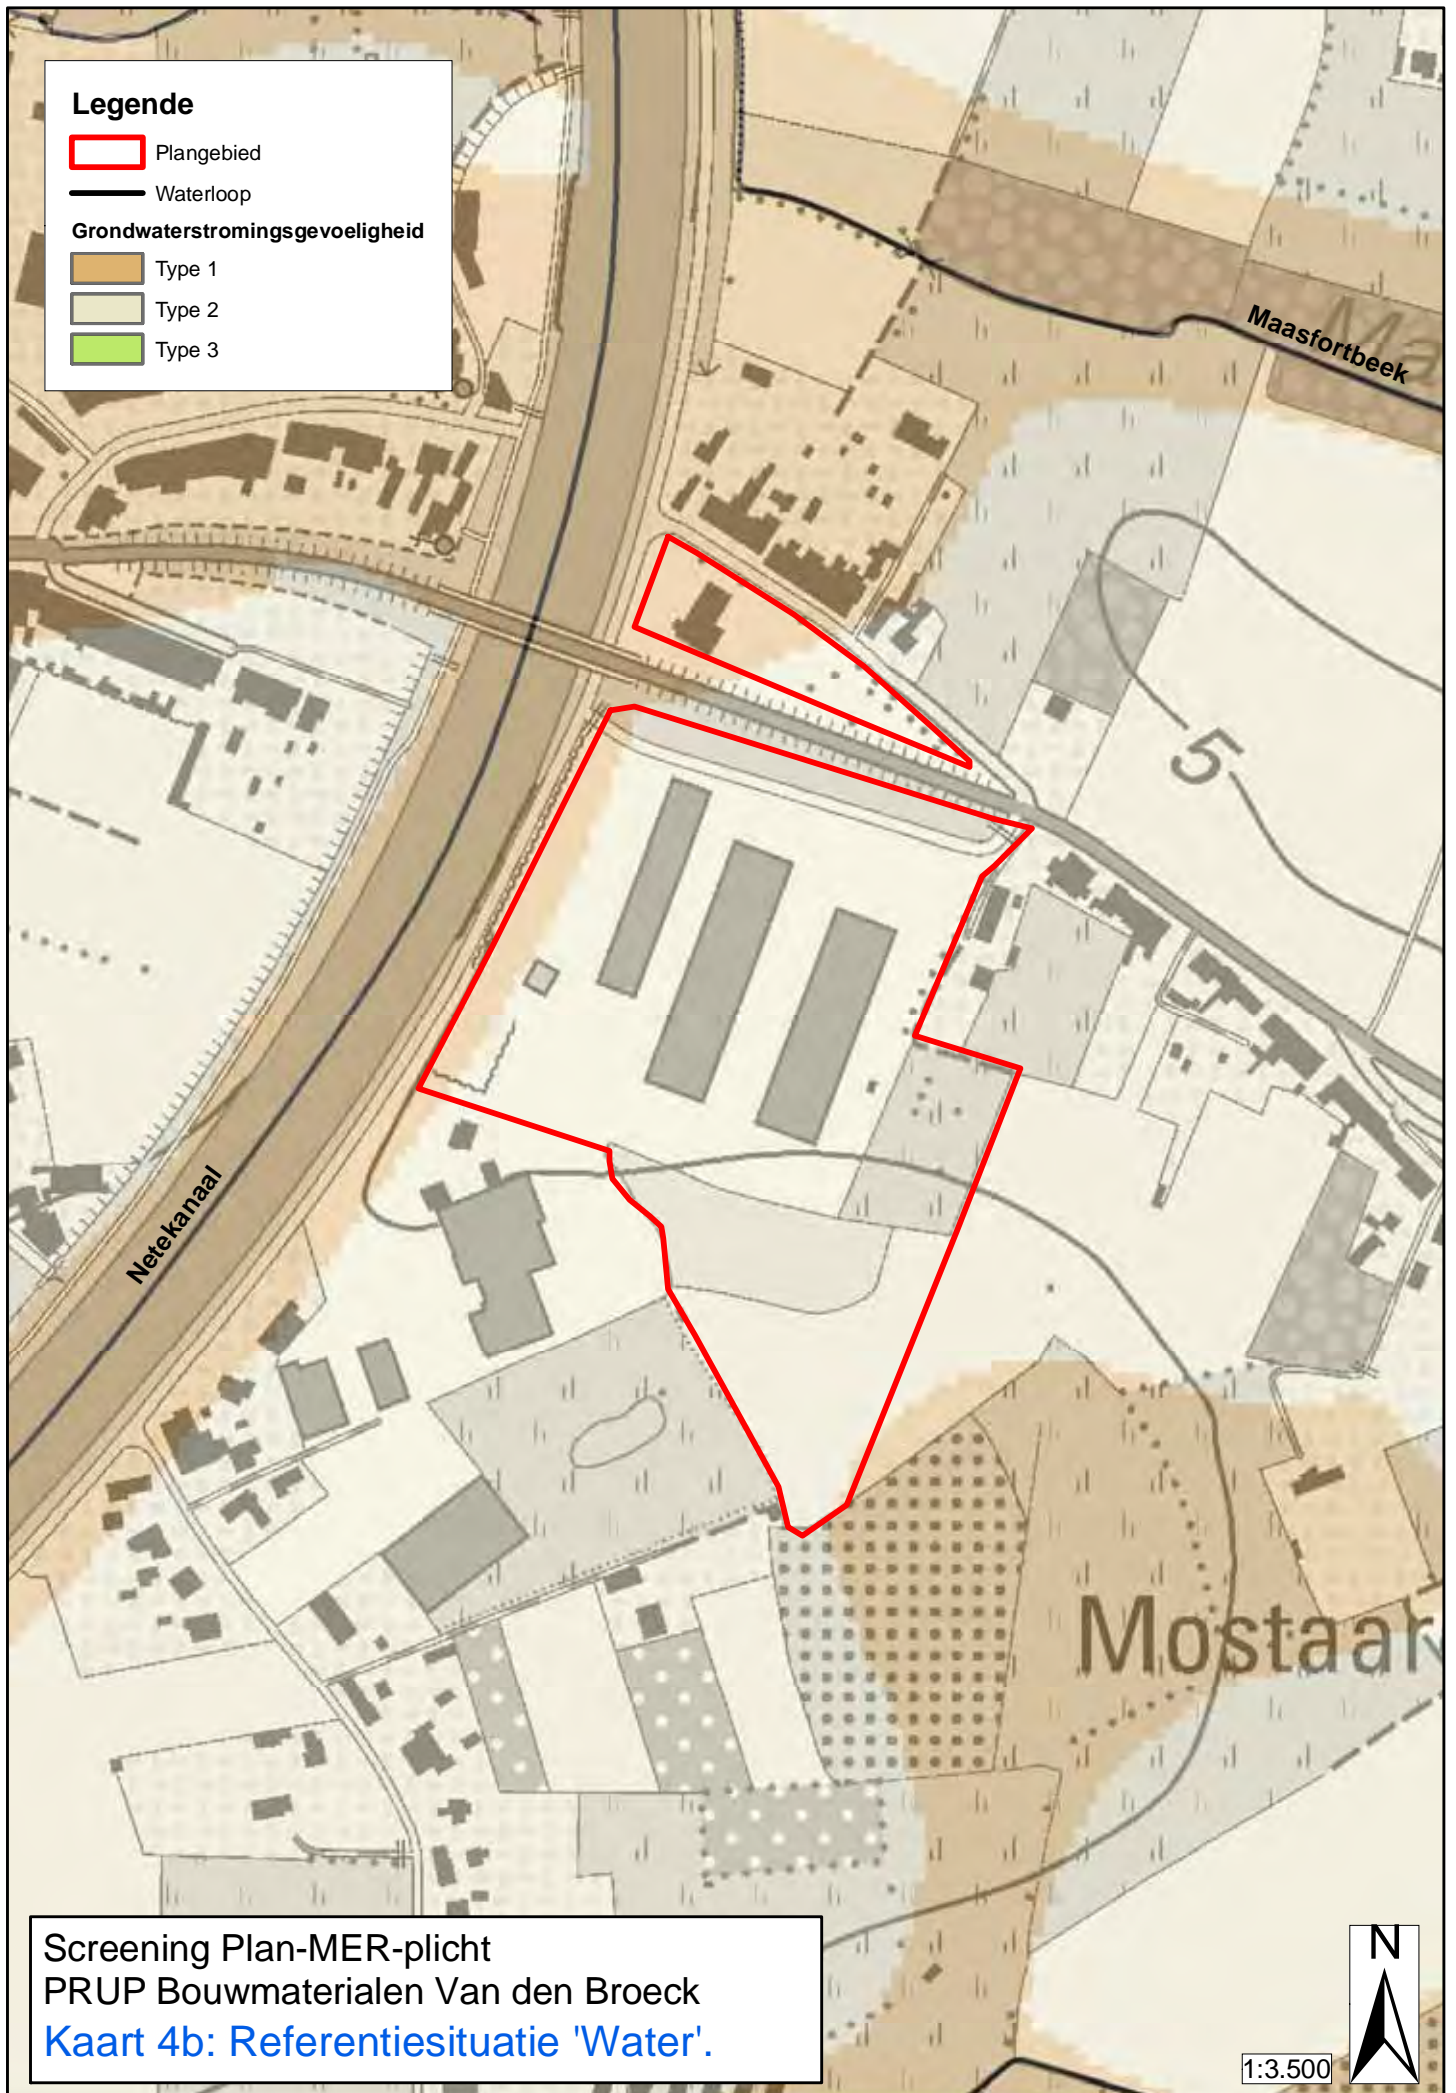 Legende
Plangebied
Waterloop
Grondwaterstromingsgevoeligheid
Type 1
Type 2
Type 3
Maasfortbeek
Ma
5
Netekanaal
Mostaar
Screening Plan-MER-plicht
PRUP Bouwmaterialen Van den Broeck
Kaart 4b: Referentiesituatie 'Water'.
N
1:3.500